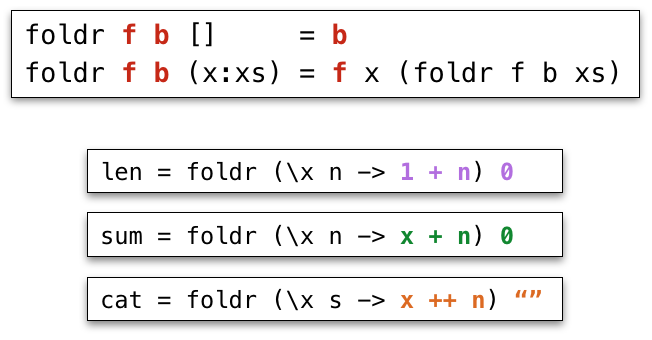 foldr f b []     = b
foldr f b (x:xs) = f x (foldr f b xs)
len = foldr (\x n -> 1 + n) 0
sum = foldr (\x n -> x + n) 0
cat = foldr (\x s -> x ++ n) “”